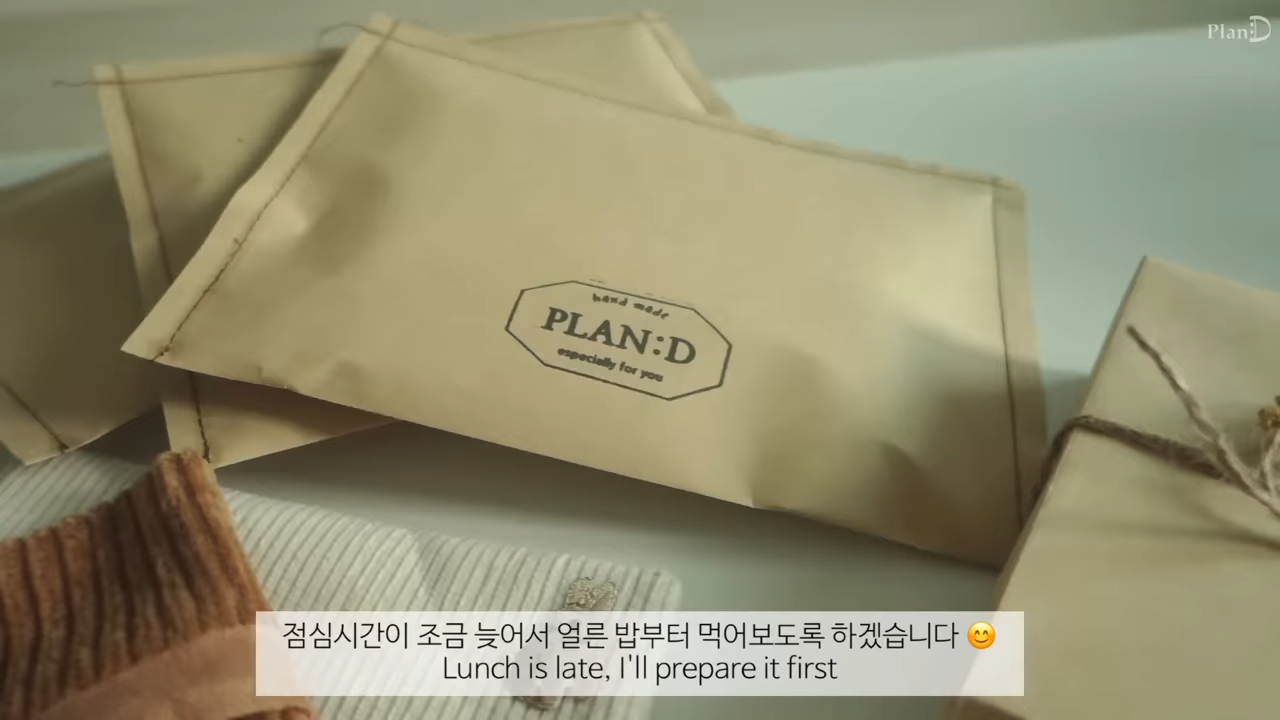 Plan:D
hand made
PLAN:D
especially for you
점심시간이 조금 늦어서 얼른 밥부터 먹어보도록 하겠습니다 😊
Lunch is late, I'll prepare it first